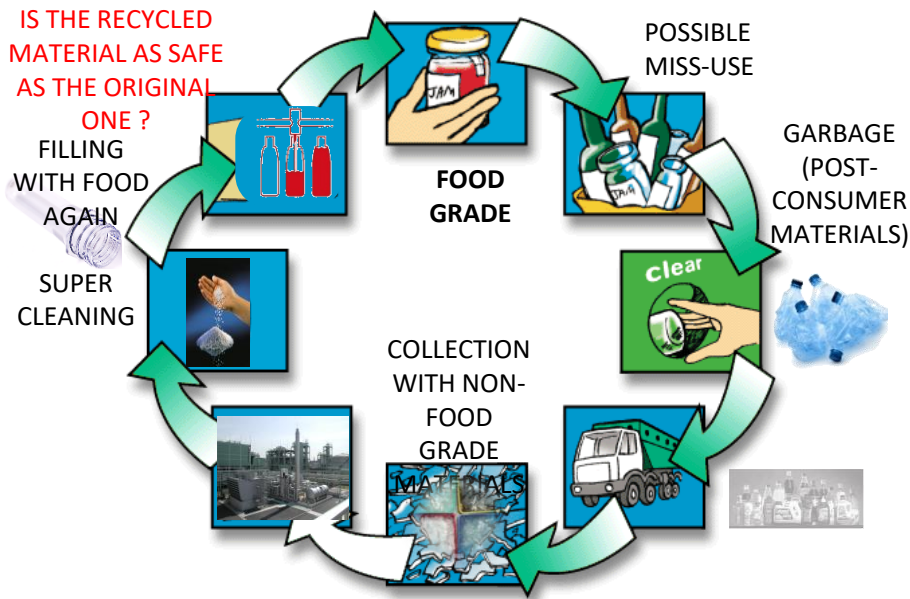 IS THE RECYCLED
MATERIAL AS SAFE
AS THE ORIGINAL
ONE ?
FILLING
WITH FOOD
AGAIN
SUPER
CLEANING
JAM
FOOD
GRADE
POSSIBLE
MISS-USE
JAM
GARBAGE
(POST-
CONSUMER
MATERIALS)
clear
COLLECTION
WITH NON-
FOOD
GRADE
MATERIALS